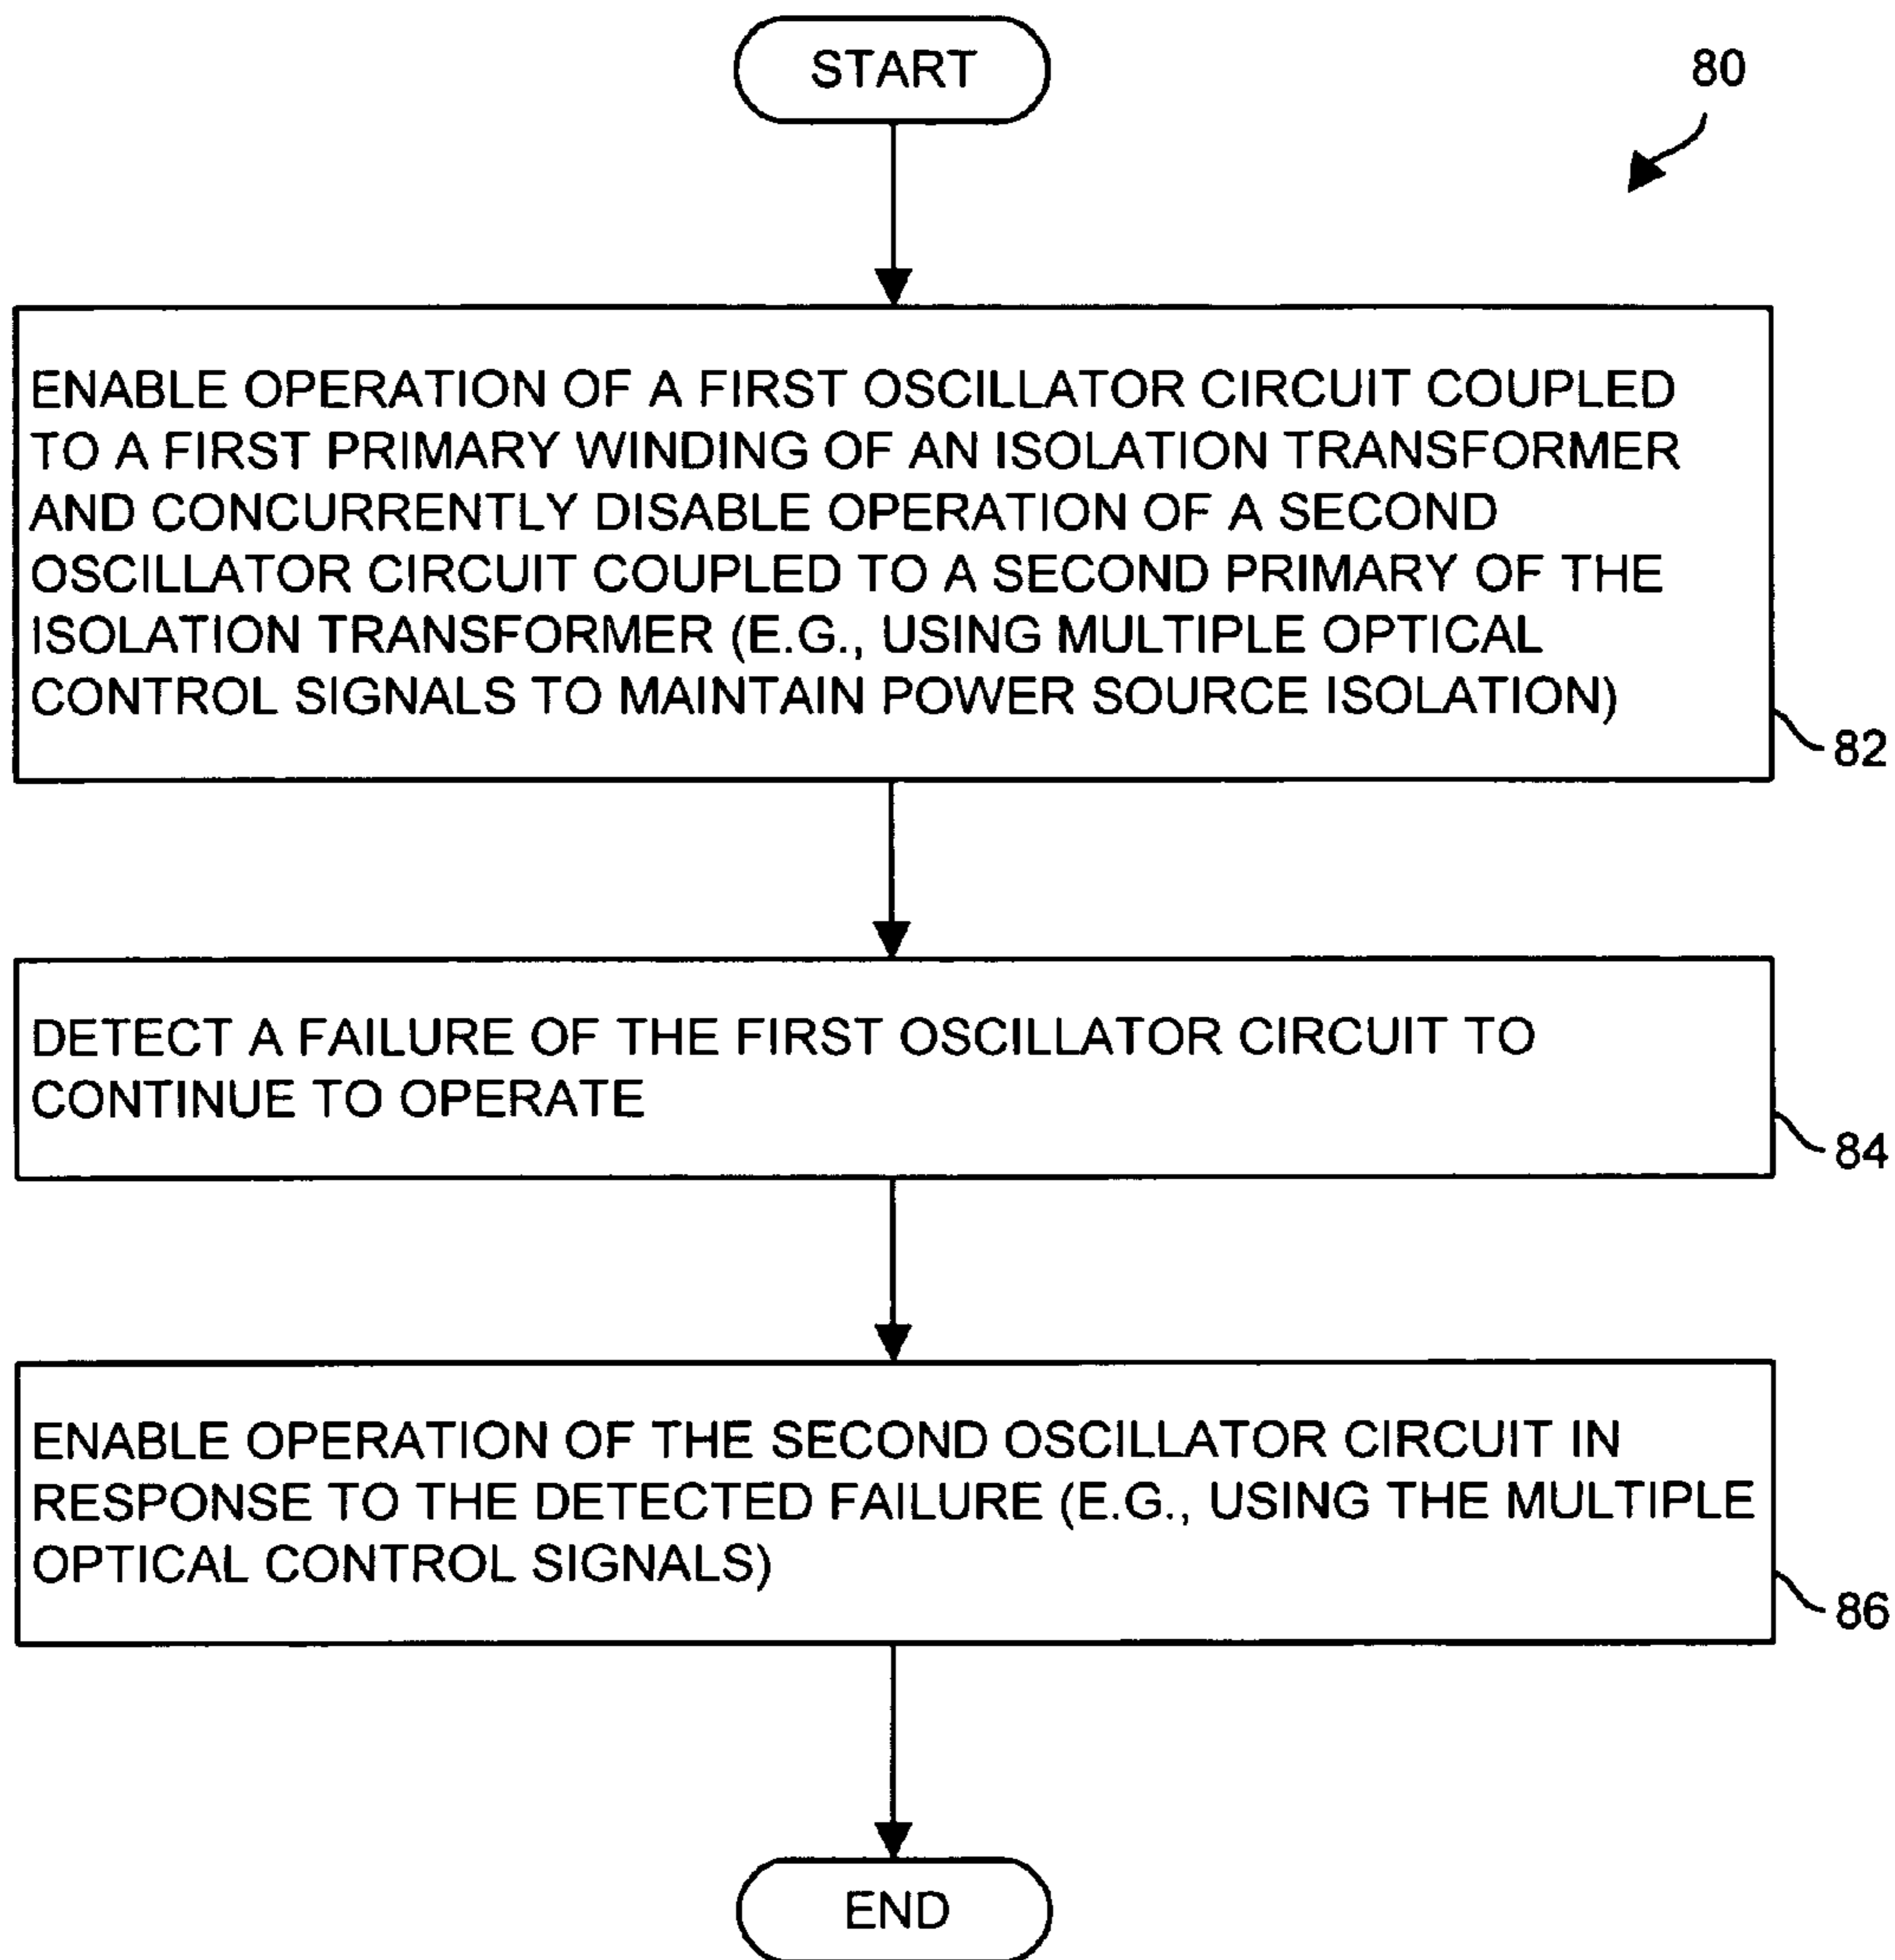 START
80
ENABLE OPERATION OF A FIRST OSCILLATOR CIRCUIT COUPLED
TO A FIRST PRIMARY WINDING OF AN ISOLATION TRANSFORMER
AND CONCURRENTLY DISABLE OPERATION OF A SECOND
OSCILLATOR CIRCUIT COUPLED TO A SECOND PRIMARY OF THE
ISOLATION TRANSFORMER (E.G., USING MULTIPLE OPTICAL
CONTROL SIGNALS TO MAINTAIN POWER SOURCE ISOLATION)
82
DETECT A FAILURE OF THE FIRST OSCILLATOR CIRCUIT TO
CONTINUE TO OPERATE
84
ENABLE OPERATION OF THE SECOND OSCILLATOR CIRCUIT IN
RESPONSE TO THE DETECTED FAILURE (E.G., USING THE MULTIPLE
OPTICAL CONTROL SIGNALS)
86
END